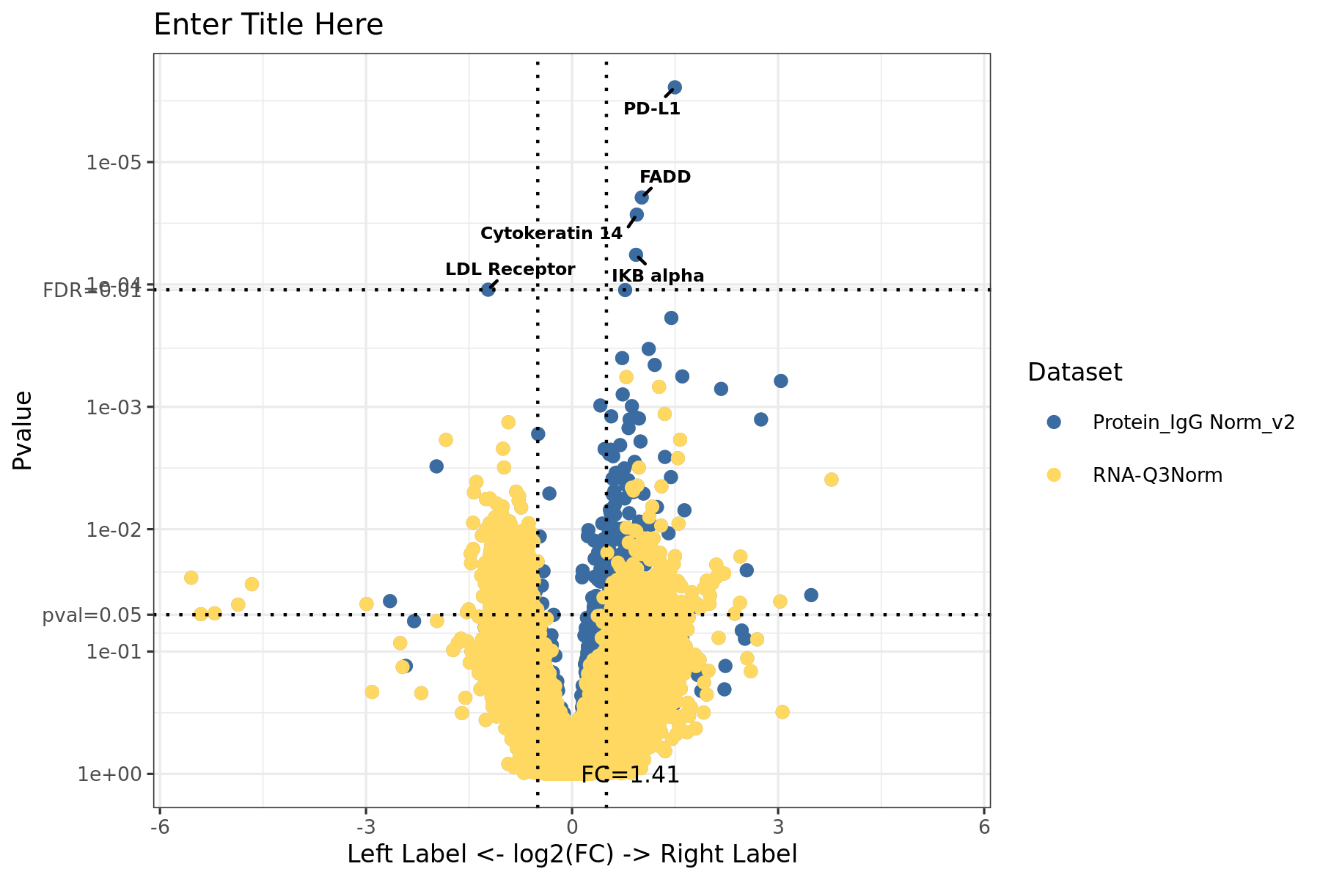 Enter Title Here
PD-L1
1e-05
FADD
Cytokeratin 14
LDL Receptor
IKB alpha
1e-04
FDR=0.01
Pvalue
1e-03
1e-02
pval=0.05
1e-01
1e+00
FC=1.41
-6 -3 0 3 6
Left Label <- log2(FC) -> Right Label
Dataset
Protein_IgG Norm_v2
RNA-Q3Norm